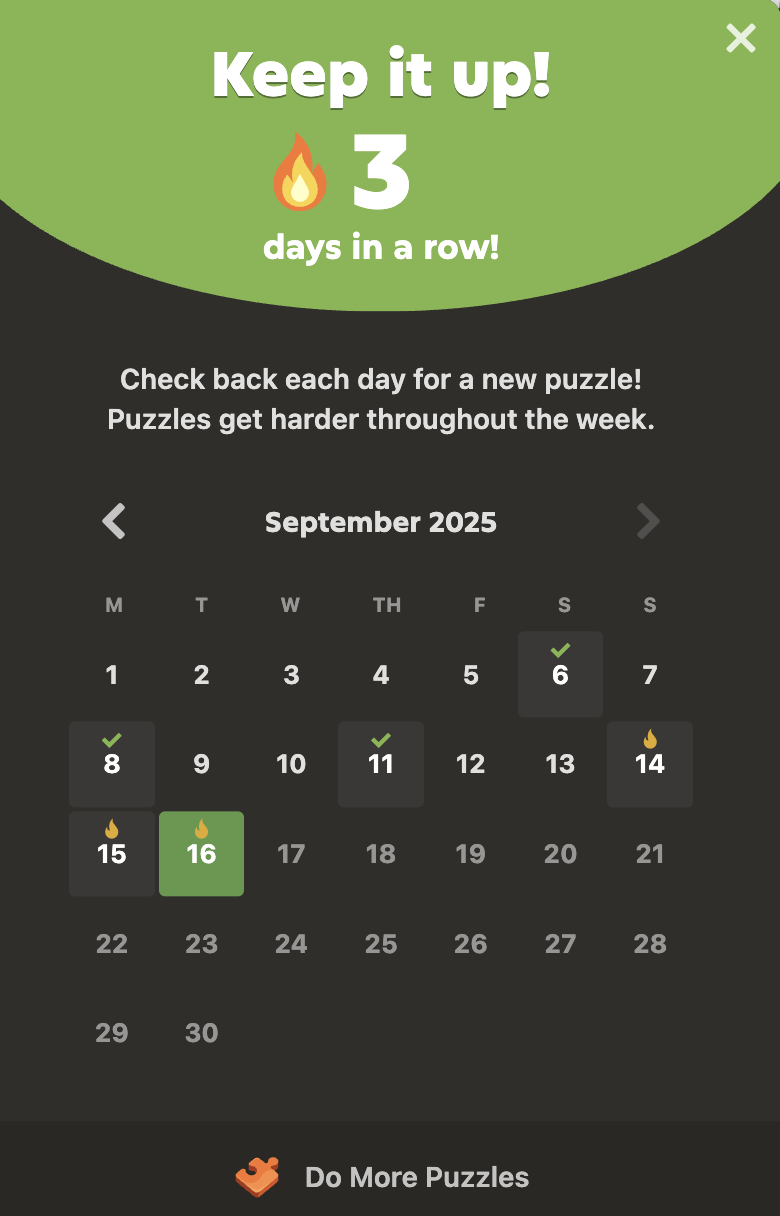 Keep it up!
3
days in a row!
Check back each day for a new puzzle!
Puzzles get harder throughout the week.
September 2025
M T W TH F S S
1 2 3 4 5 6 7
8 9 10 11 12 13 14
15 16 17 18 19 20 21
22 23 24 25 26 27 28
29 30
Do More Puzzles